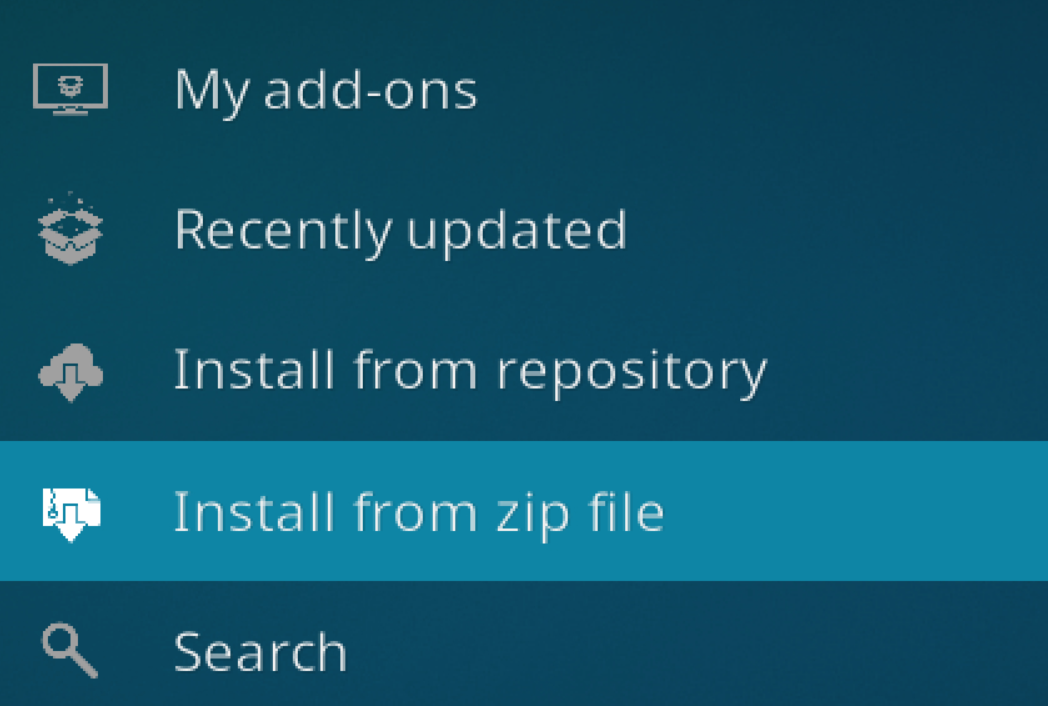 My add-ons
Recently updated
Install from repository
Install from zip file
Search